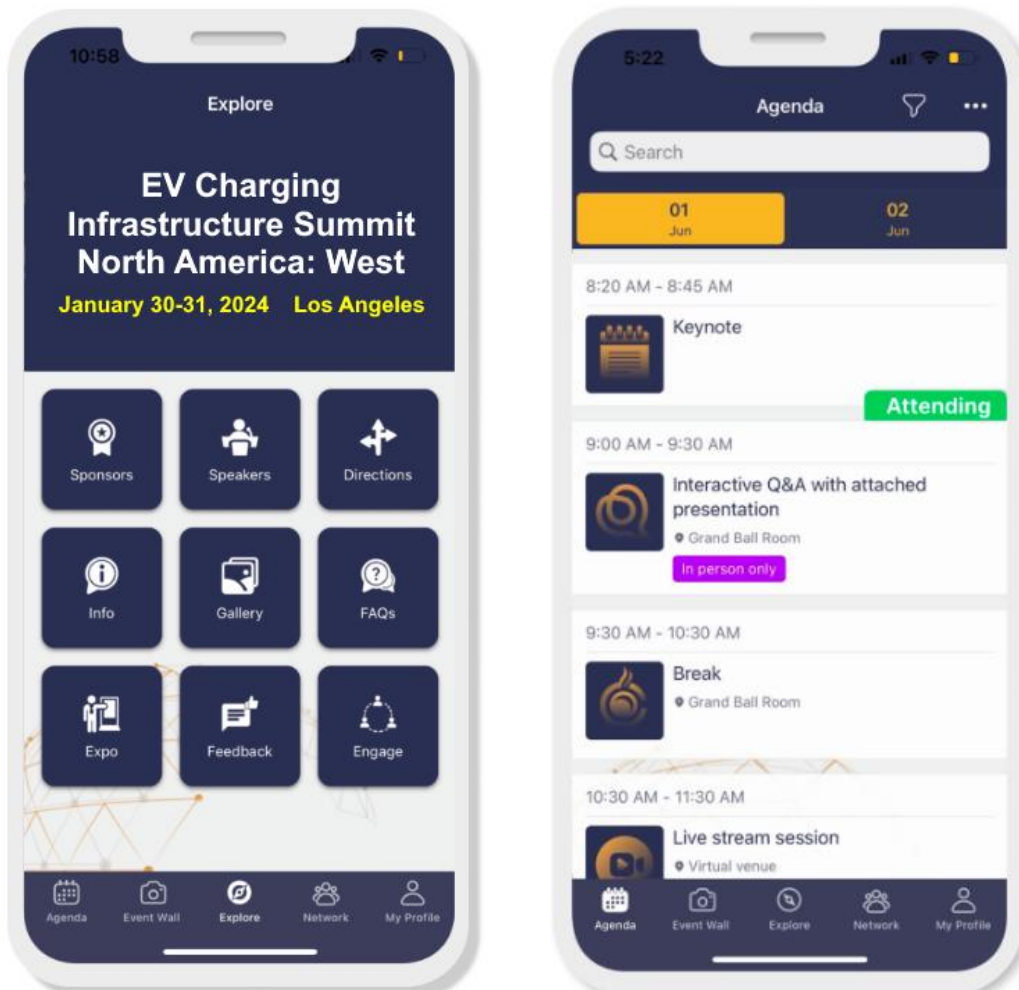 10:58
Explore
EV Charging
Infrastructure Summit
North America: West
January 30-31, 2024 Los Angeles
Sponsors
Speakers
Directions
Info
Gallery
FAQs
Expo
Feedback
Engage
Agenda
Event Wall
Explore
Network
My Profile
5:22
Agenda
Search
01
Jun
02
Jun
8:20 AM - 8:45 AM
Keynote
Attending
9:00 AM - 9:30 AM
Interactive Q&A with attached
presentation
Grand Ball Room
In person only
9:30 AM - 10:30 AM
Break
Grand Ball Room
10:30 AM - 11:30 AM
Live stream session
Virtual venue
Agenda
Event Wall
Explore
Network
My Profile